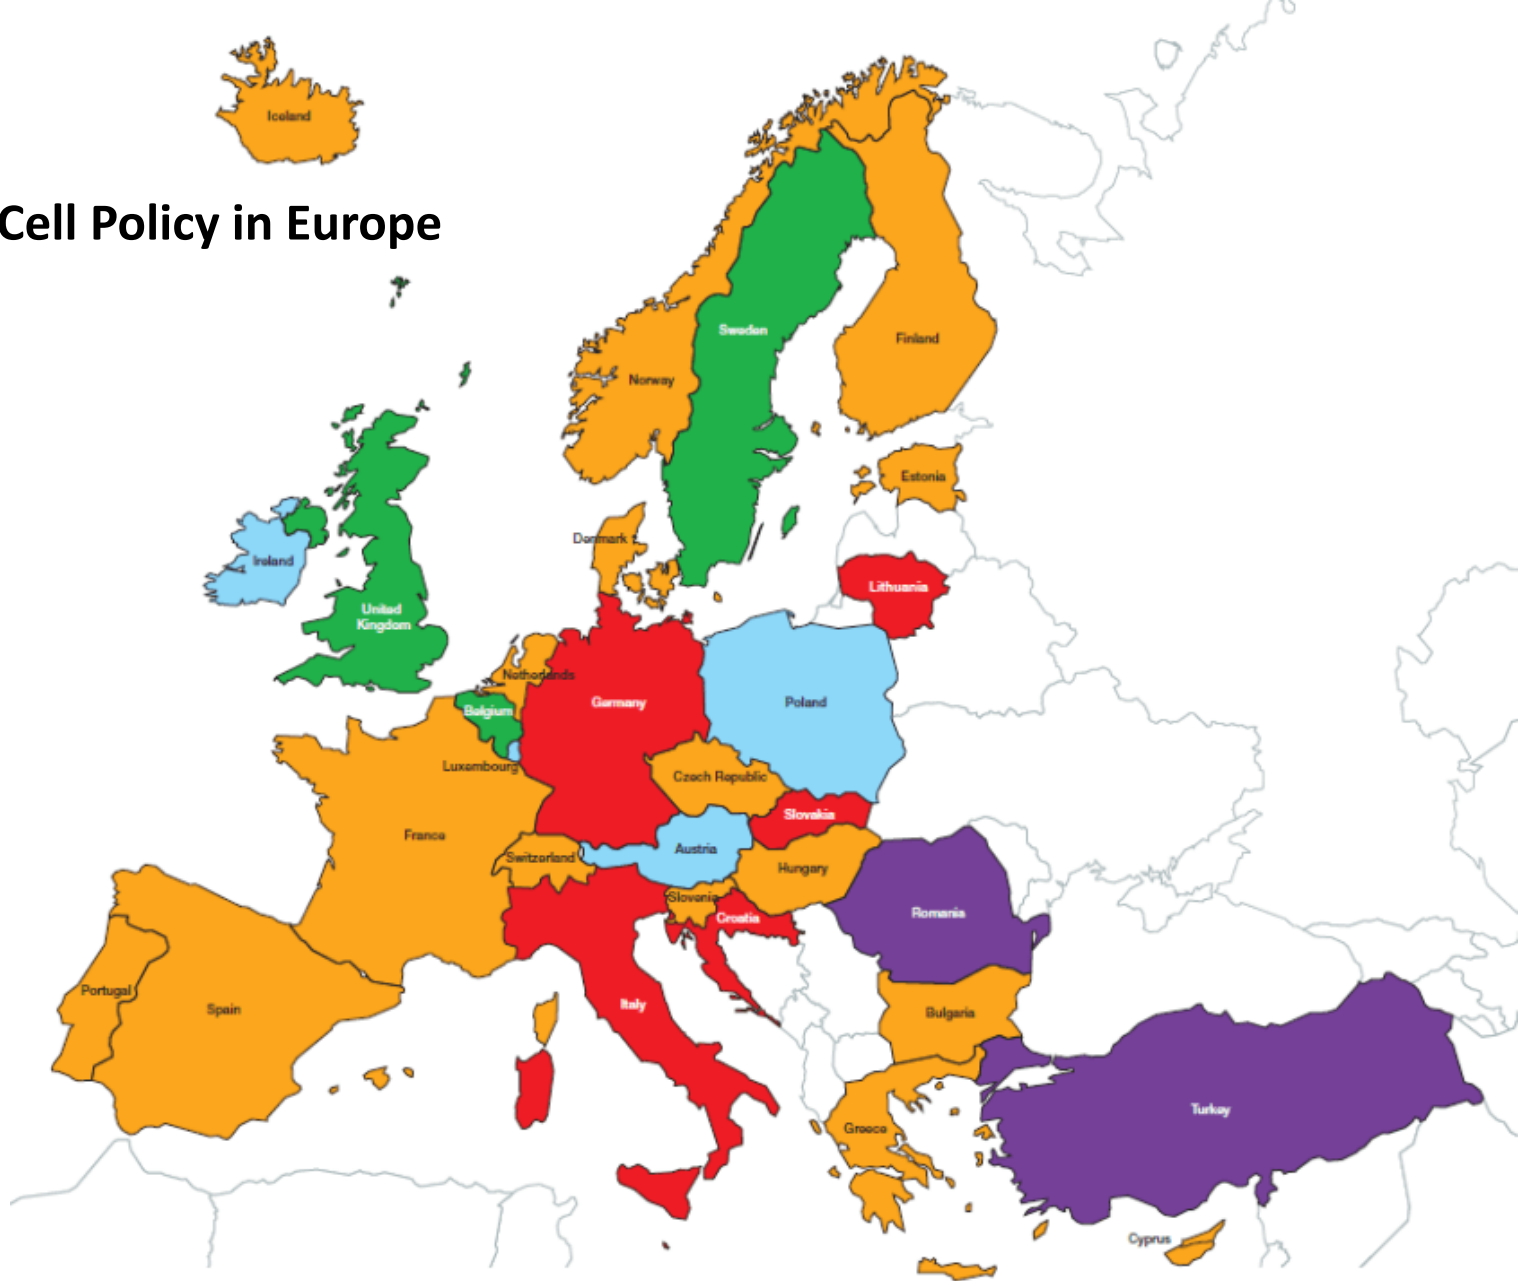 Iceland
Cell Policy in Europe
Sweden
Finland
Norway
Estonia
Denmark
Ireland
Lithuania
United
Kingdom
Netherlands
Germany
Poland
Belgium
Luxembourg
Czech Republic
Slovakia
France
Austria
Switzerland
Hungary
Slovenia
Croatia
Romania
Portugal
Spain
Italy
Bulgaria
Turkey
Greece
Cyprus